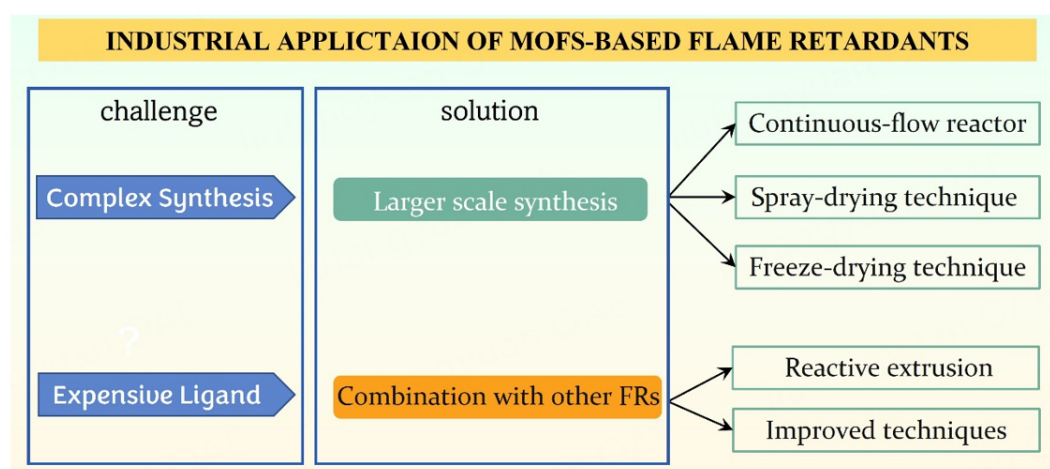 INDUSTRIAL APPLICTAION OF MOFS-BASED FLAME RETARDANTS
challenge
solution
Complex Synthesis
Larger scale synthesis
Continuous-flow reactor
Spray-drying technique
Freeze-drying technique
?
Expensive Ligand
Combination with other FRs
Reactive extrusion
Improved techniques